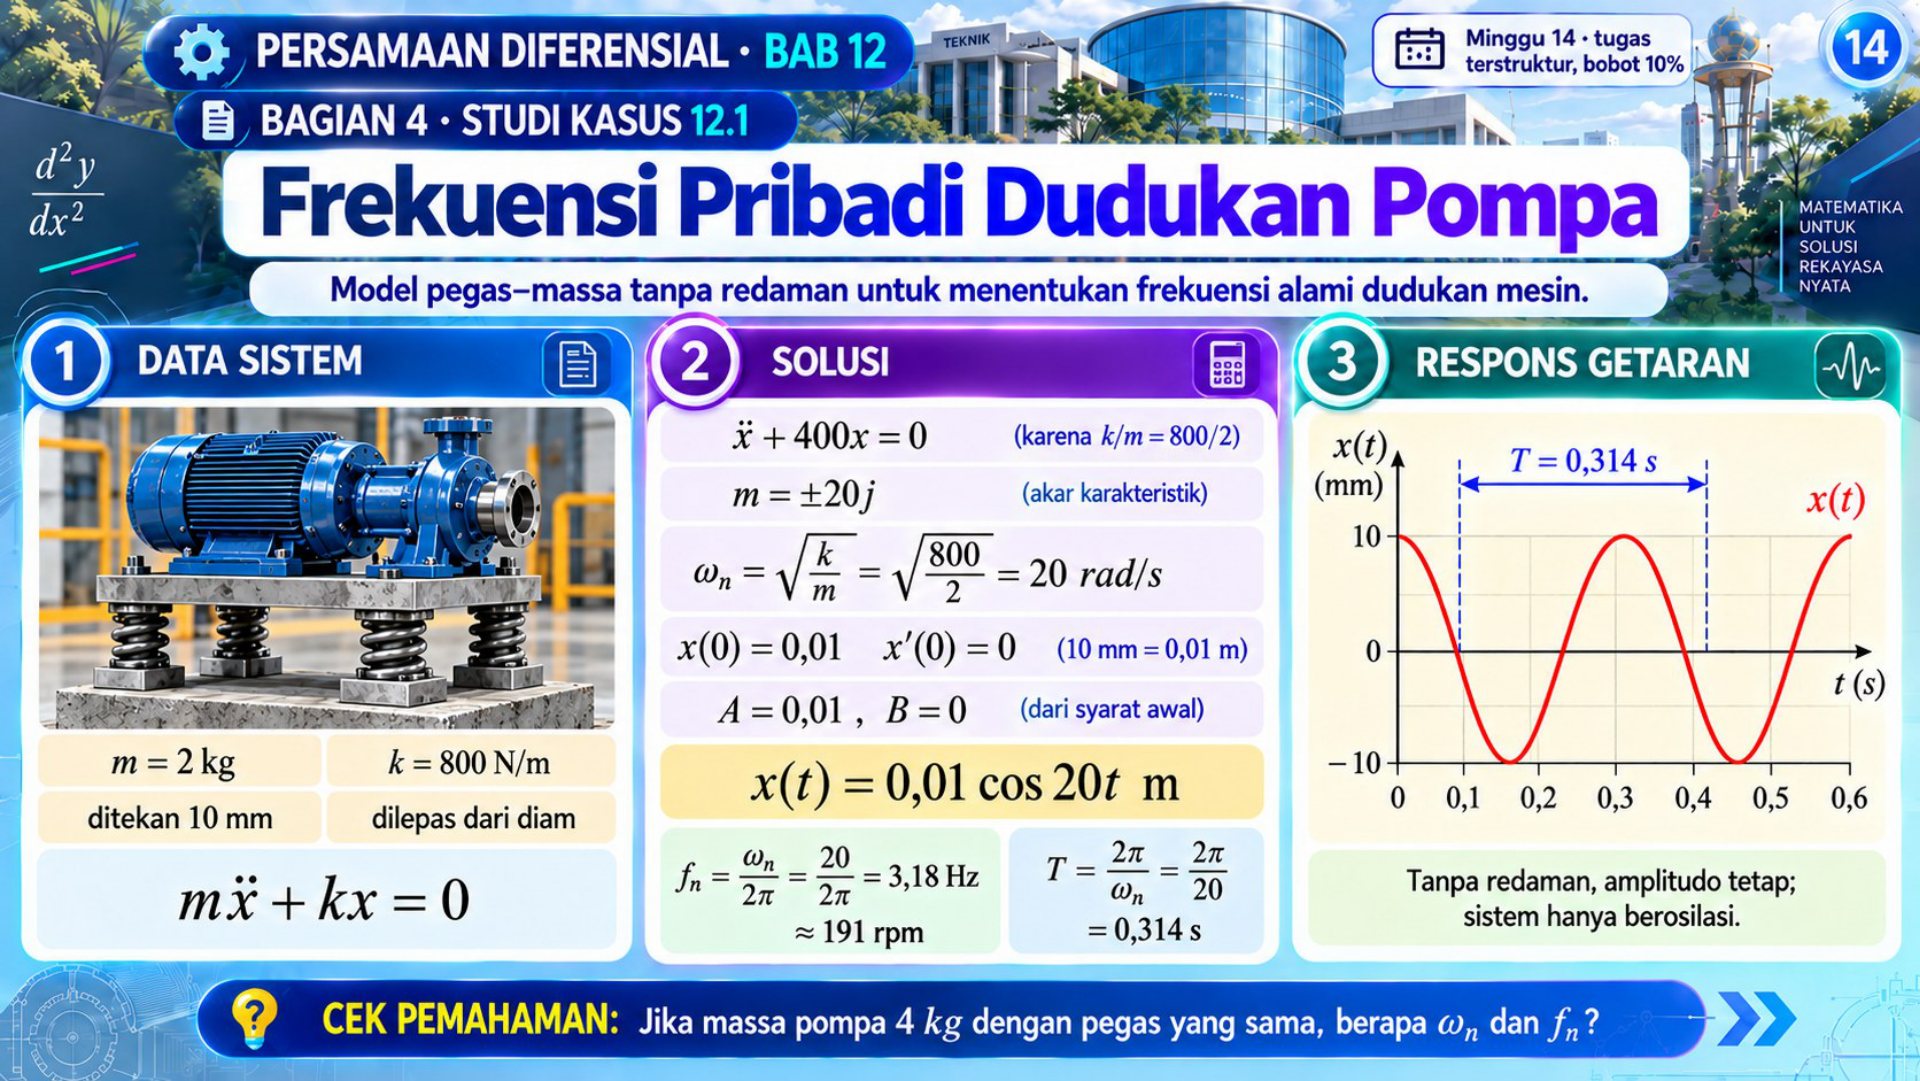 PERSAMAAN DIFERENSIAL · BAB 12
BAGIAN 4 · STUDI KASUS 12.1
TEKNIK
Minggu 14 · tugas
terstruktur, bobot 10%
14
d²y
dx²
Frekuensi Pribadi Dudukan Pompa
Model pegas–massa tanpa redaman untuk menentukan frekuensi alami dudukan mesin.
MATEMATIKA
UNTUK
SOLUSI
REKAYASA
NYATA
1 DATA SISTEM
m = 2 kg
k = 800 N/m
ditekan 10 mm
dilepas dari diam
mẍ + kx = 0
2 SOLUSI
ẍ + 400x = 0 (karena k/m = 800/2)
m = ±20j (akar karakteristik)
ωₙ = √(k/m) = √(800/2) = 20 rad/s
x(0) = 0,01 x′(0) = 0 (10 mm = 0,01 m)
A = 0,01 , B = 0 (dari syarat awal)
x(t) = 0,01 cos 20t m
fₙ = ωₙ/2π = 20/2π = 3,18 Hz
≈ 191 rpm
T = 2π/ωₙ = 2π/20
= 0,314 s
3 RESPONS GETARAN
x(t)
(mm)
T = 0,314 s
x(t)
10
0
−10
t (s)
0 0,1 0,2 0,3 0,4 0,5 0,6
Tanpa redaman, amplitudo tetap;
sistem hanya berosilasi.
? CEK PEMAHAMAN: Jika massa pompa 4 kg dengan pegas yang sama, berapa ωₙ dan fₙ?